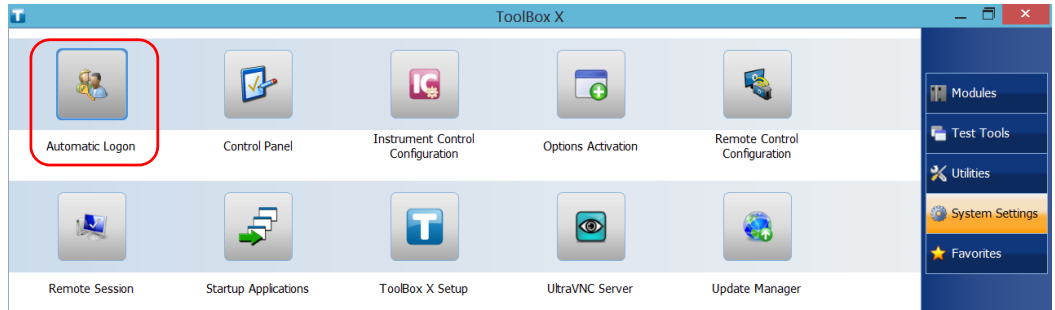 ToolBox X
Automatic Logon
Control Panel
Instrument Control
Configuration
Options Activation
Remote Control
Configuration
Remote Session
Startup Applications
ToolBox X Setup
UltraVNC Server
Update Manager
Modules
Test Tools
Utilities
System Settings
Favorites